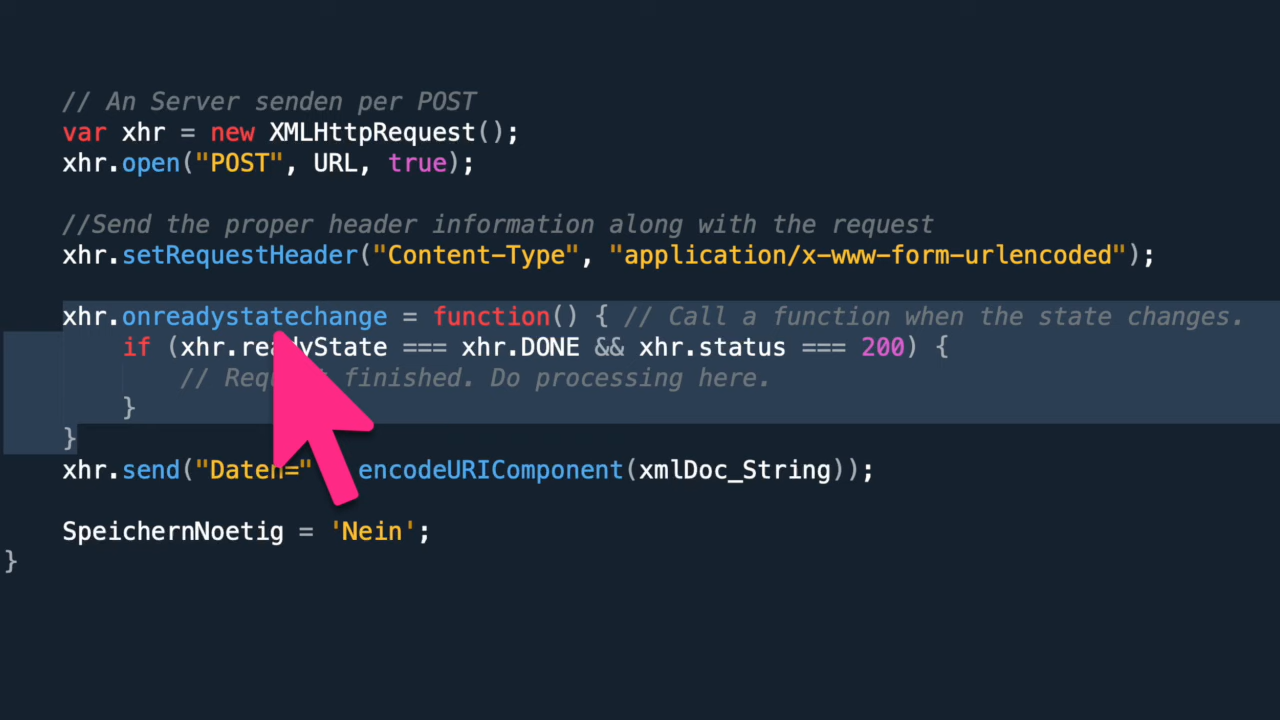 // An Server senden per POST
var xhr = new XMLHttpRequest();
xhr.open("POST", URL, true);
//Send the proper header information along with the request
xhr.setRequestHeader("Content-Type", "application/x-www-form-urlencoded");
xhr.onreadystatechange = function() { // Call a function when the state changes.
if (xhr.readyState === xhr.DONE && xhr.status === 200) {
// Request finished. Do processing here.
}
}
xhr.send("Daten=" encodeURIComponent(xmlDoc_String));
SpeichernNoetig = 'Nein';
}